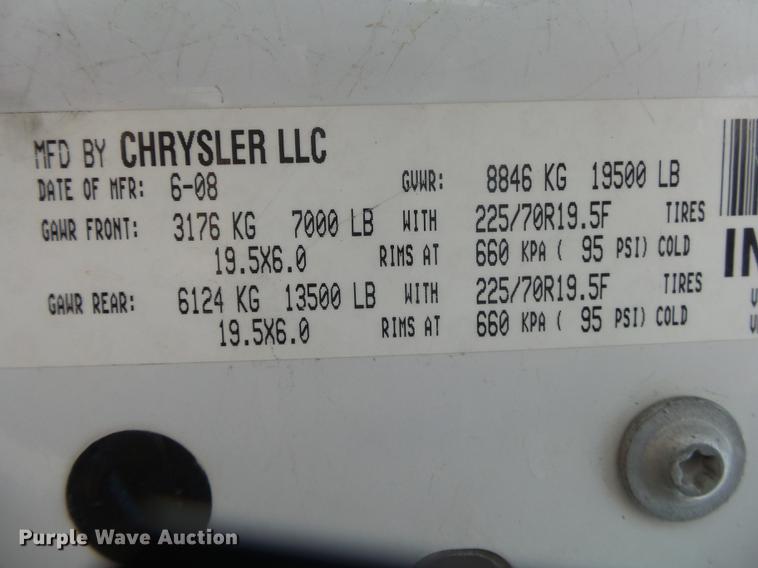 MFD BY CHRYSLER LLC
DATE OF MFR: 6-08 GVWR: 8846 KG 19500 LB
GAWR FRONT: 3176 KG 7000 LB WITH 225/70R19.5F TIRES
19.5X6.0 RIMS AT 660 KPA ( 95 PSI) COLD
GAWR REAR: 6124 KG 13500 LB WITH 225/70R19.5F TIRES
19.5X6.0 RIMS AT 660 KPA ( 95 PSI) COLD
Purple Wave Auction